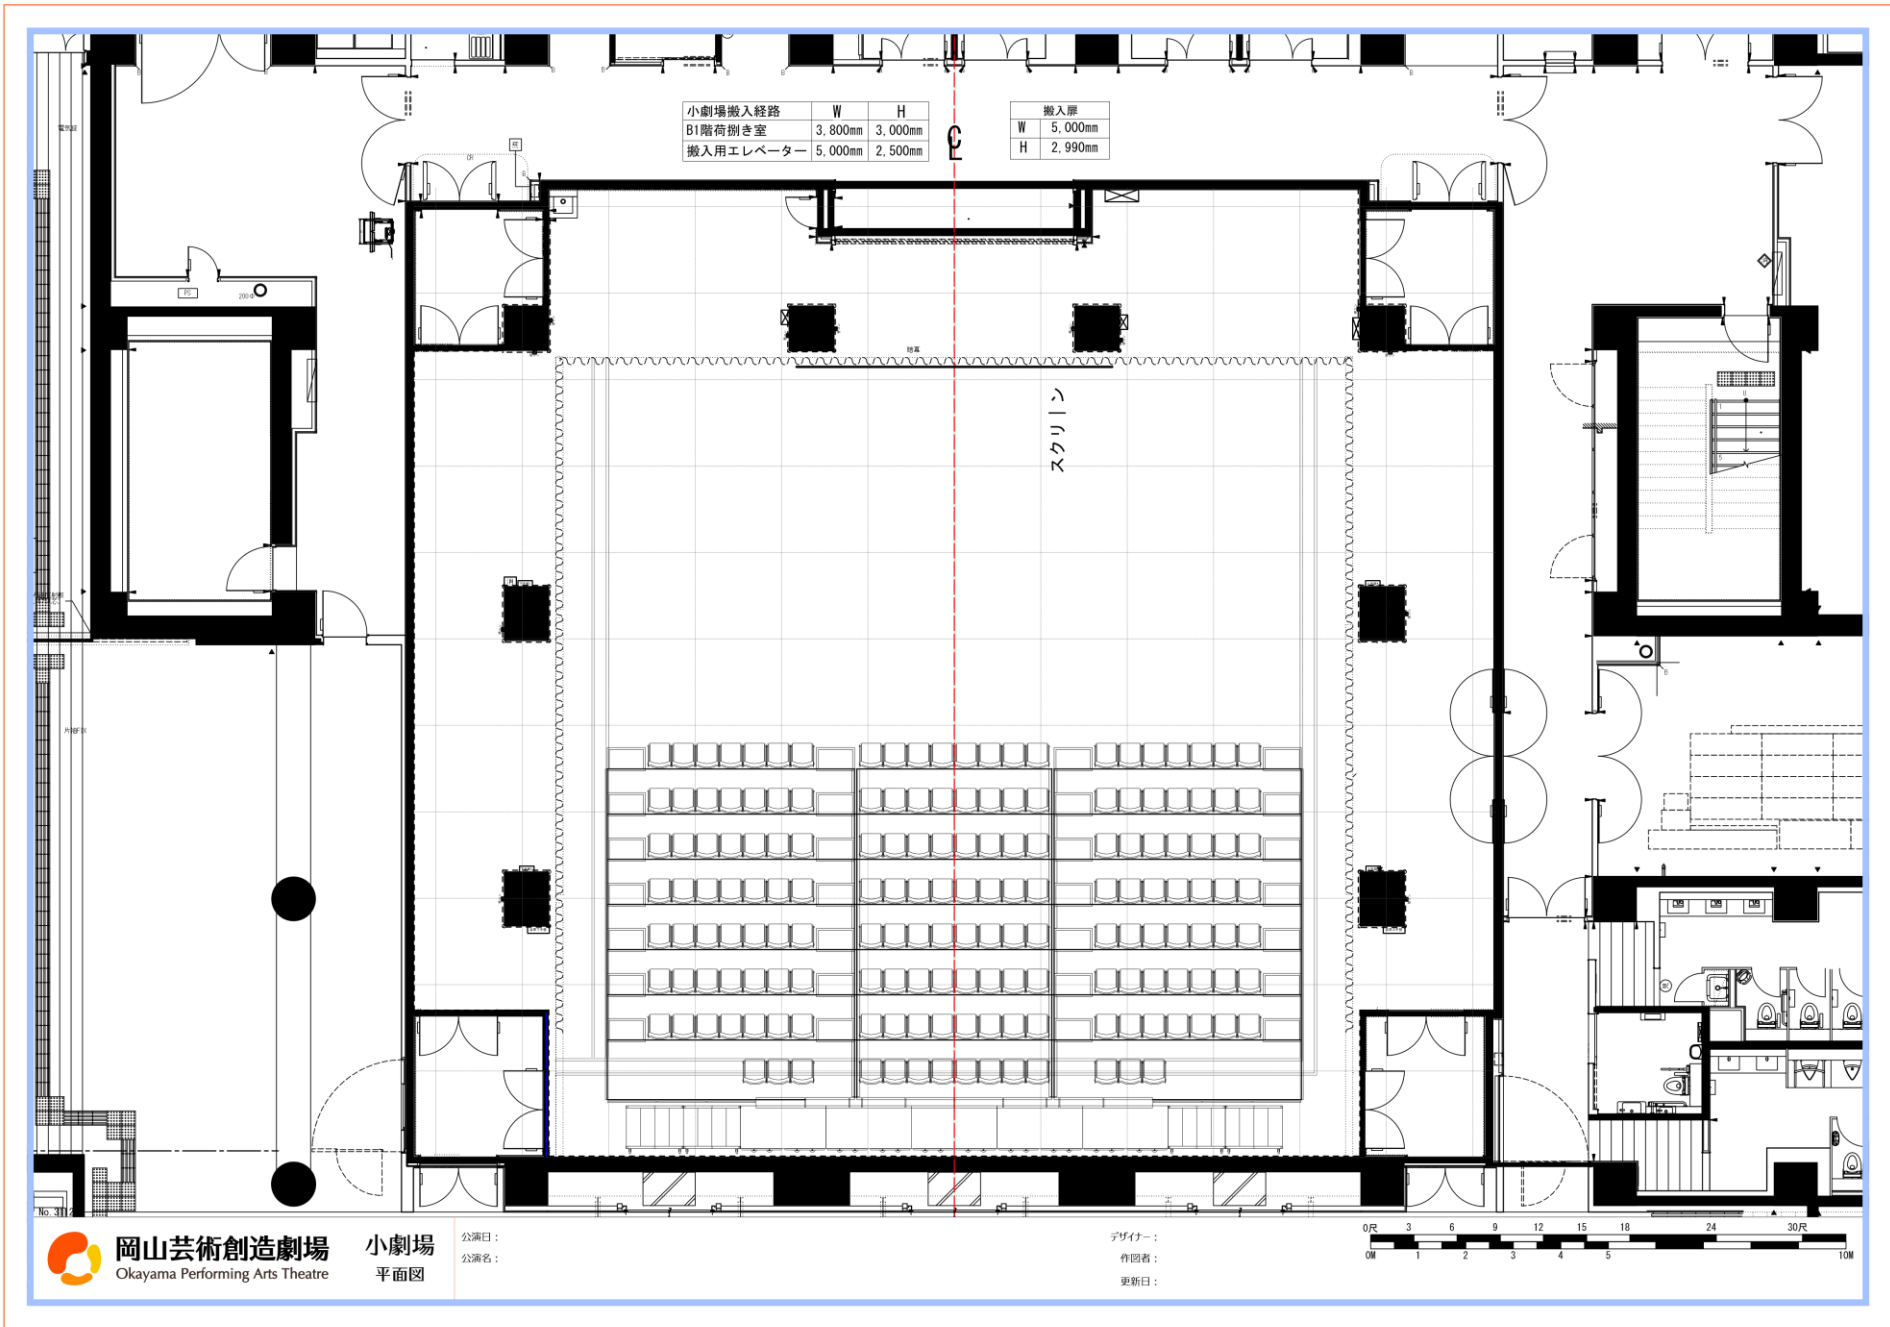 小劇場搬入経路 W H
B1階荷捌き室 3,800mm 3,000mm
搬入用エレベーター 5,000mm 2,500mm
CL
搬入扉
W 5,000mm
H 2,990mm
PS
200Φ
暗幕
スクリーン
岡山芸術創造劇場
Okayama Performing Arts Theatre
小劇場
平面図
公演日：
公演名：
デザイナー：
作図者：
更新日：
0尺 3 6 9 12 15 18 24 30尺
0M 1 2 3 4 5 10M